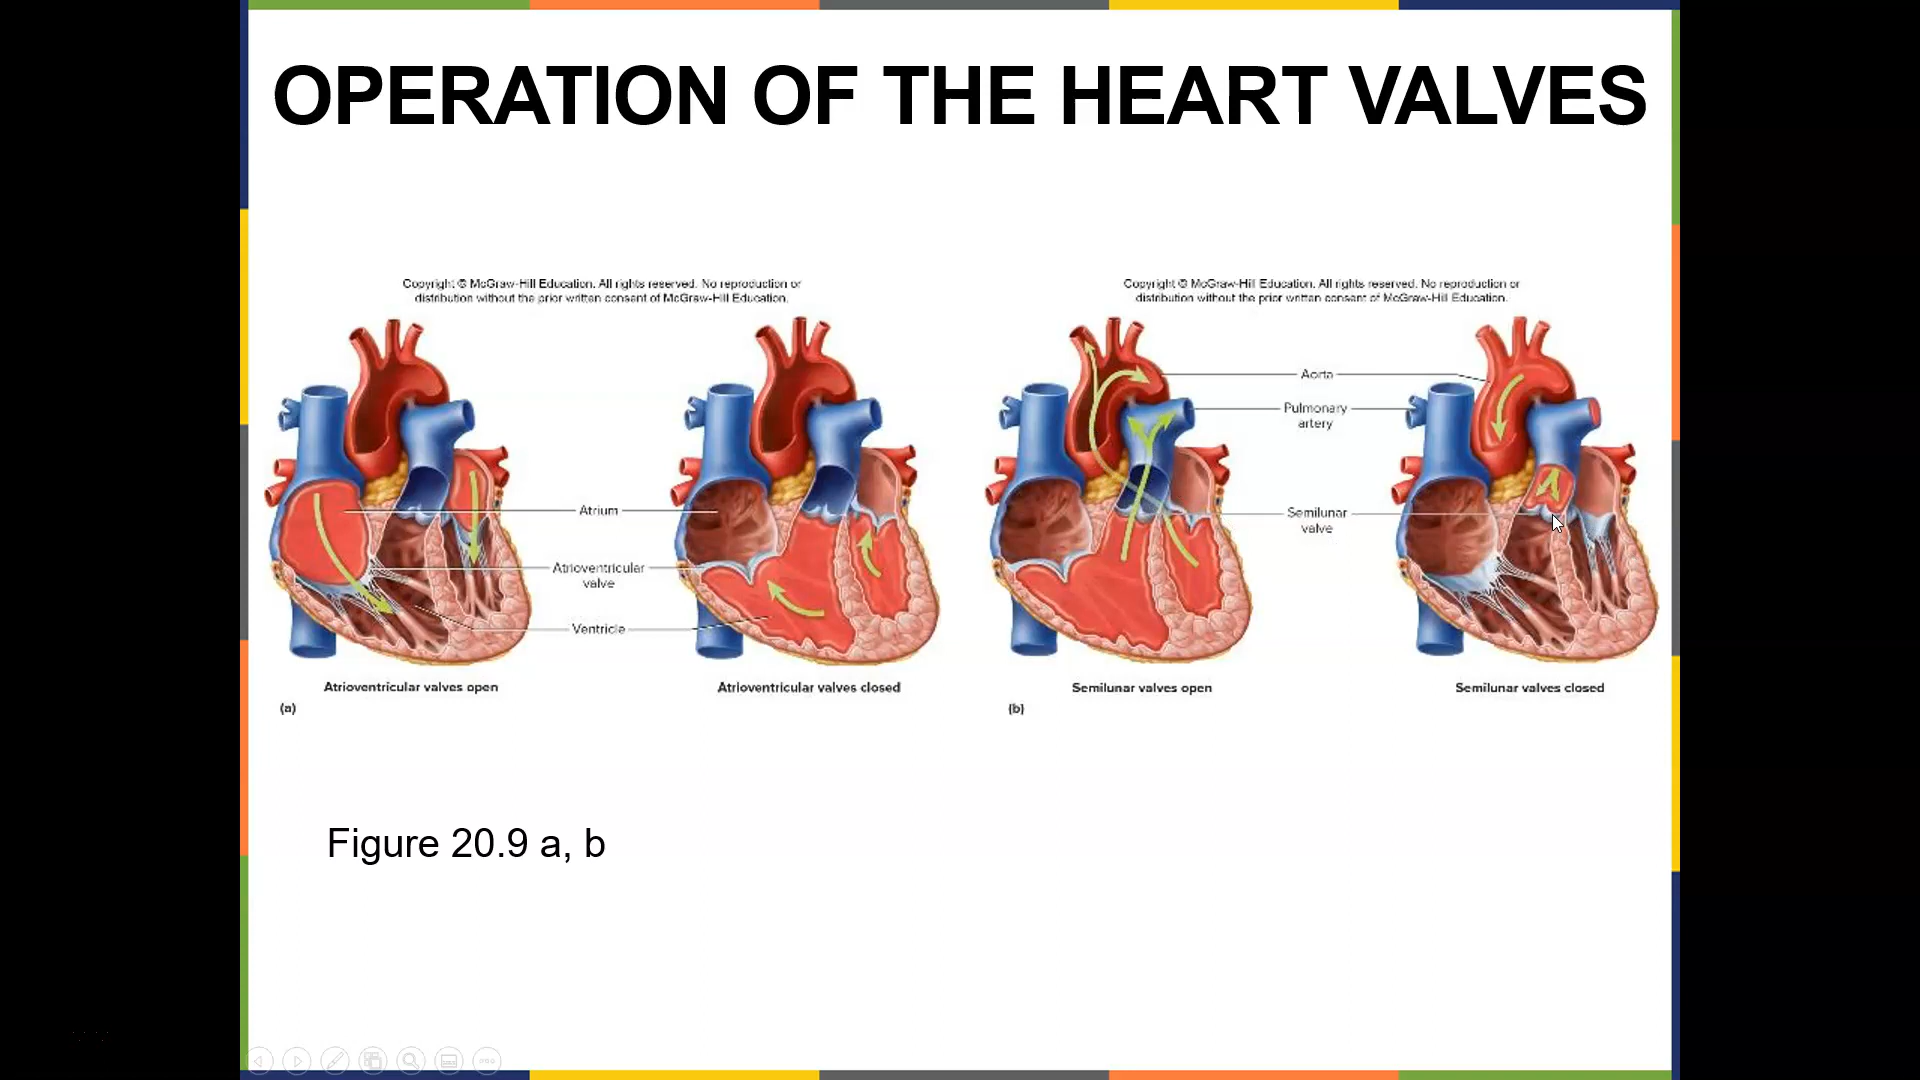 OPERATION OF THE HEART VALVES
Copyright © McGraw-Hill Education. All rights reserved. No reproduction or
distribution without the prior written consent of McGraw-Hill Education.
Copyright © McGraw-Hill Education. All rights reserved. No reproduction or
distribution without the prior written consent of McGraw-Hill Education.
Atrium
Atrioventricular
valve
Ventricle
Aorta
Pulmonary
artery
Semilunar
valve
Atrioventricular valves open
Atrioventricular valves closed
Semilunar valves open
Semilunar valves closed
(a)
(b)
Figure 20.9 a, b